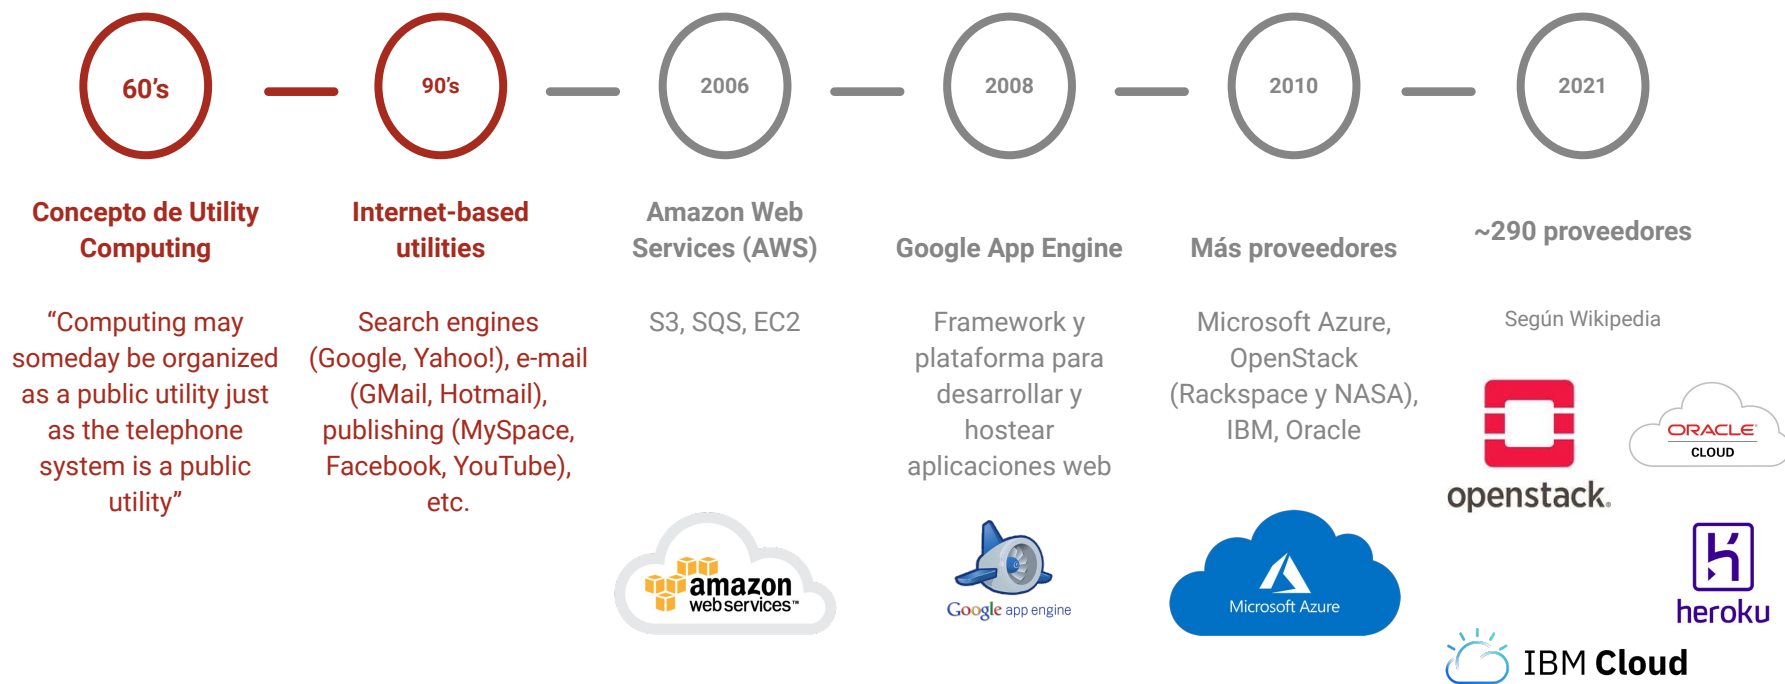 60's
90's
2006
2008
2010
2021
Concepto de Utility
Computing
“Computing may
someday be organized
as a public utility just
as the telephone
system is a public
utility”
Internet-based
utilities
Search engines
(Google, Yahoo!), e-mail
(GMail, Hotmail),
publishing (MySpace,
Facebook, YouTube),
etc.
Amazon Web
Services (AWS)
S3, SQS, EC2
amazon
web services™
Google App Engine
Framework y
plataforma para
desarrollar y
hostear
aplicaciones web
Google app engine
Más proveedores
Microsoft Azure,
OpenStack
(Rackspace y NASA),
IBM, Oracle
Microsoft Azure
~290 proveedores
Según Wikipedia
openstack.
ORACLE
CLOUD
heroku
IBM Cloud